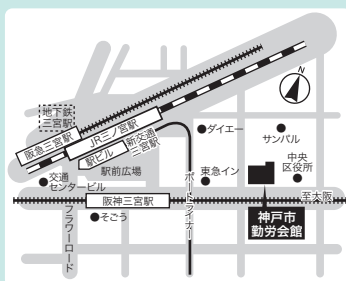 N
地下鉄
三宮駅
阪急三宮駅
JR三ノ宮駅
駅ビル
新交通
三宮駅
ダイエー
サンパル
駅前広場
交通
センタービル
東急イン
中央
区役所
ポートライナー
阪神三宮駅
至大阪
そごう
フラワーロード
神戸市
勤労会館